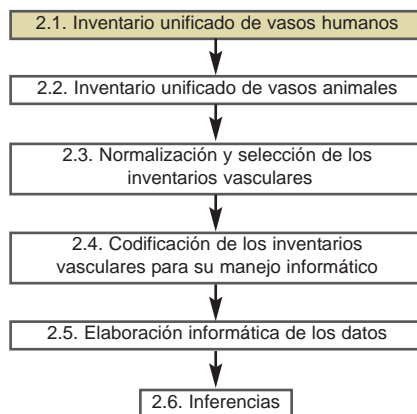 2.1. Inventario unificado de vasos humanos
2.2. Inventario unificado de vasos animales
2.3. Normalización y selección de los
inventarios vasculares
2.4. Codificación de los inventarios
vasculares para su manejo informático
2.5. Elaboración informática de los datos
2.6. Inferencias